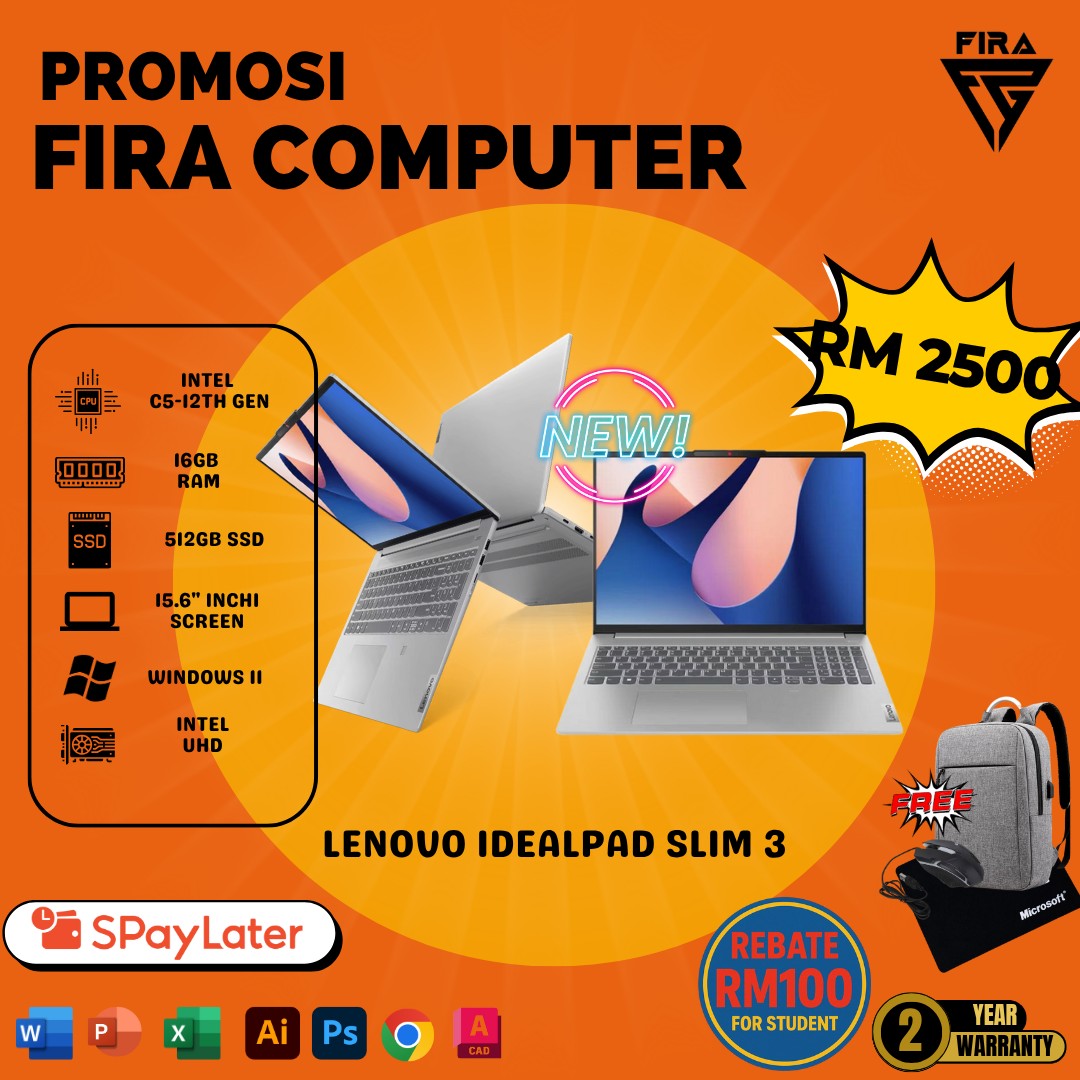 PROMOSI
FIRA COMPUTER
FIRA
FG
RM 2500
INTEL
C5-12TH GEN
CPU
16GB
RAM
SSD
512GB SSD
15.6" INCHI
SCREEN
WINDOWS 11
INTEL
UHD
NEW!
Lenovo
LENOVO IDEALPAD SLIM 3
FREE
Microsoft
SPayLater
REBATE
RM100
FOR STUDENT
2 YEAR
WARRANTY
W
P
X
Ai
Ps
A
CAD